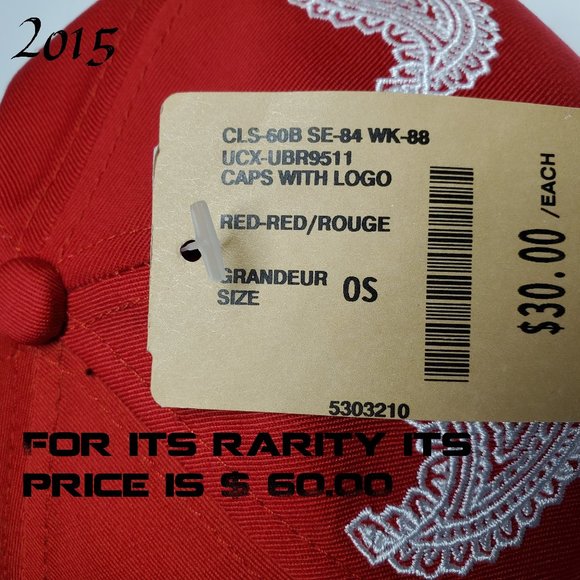 2015
CLS-60B SE-84 WK-88
UCX-UBR9511
CAPS WITH LOGO
RED-RED/ROUGE
GRANDEUR
SIZE OS
$30.00 /EACH
5303210
FOR ITS RARITY ITS
PRICE IS $ 60.00